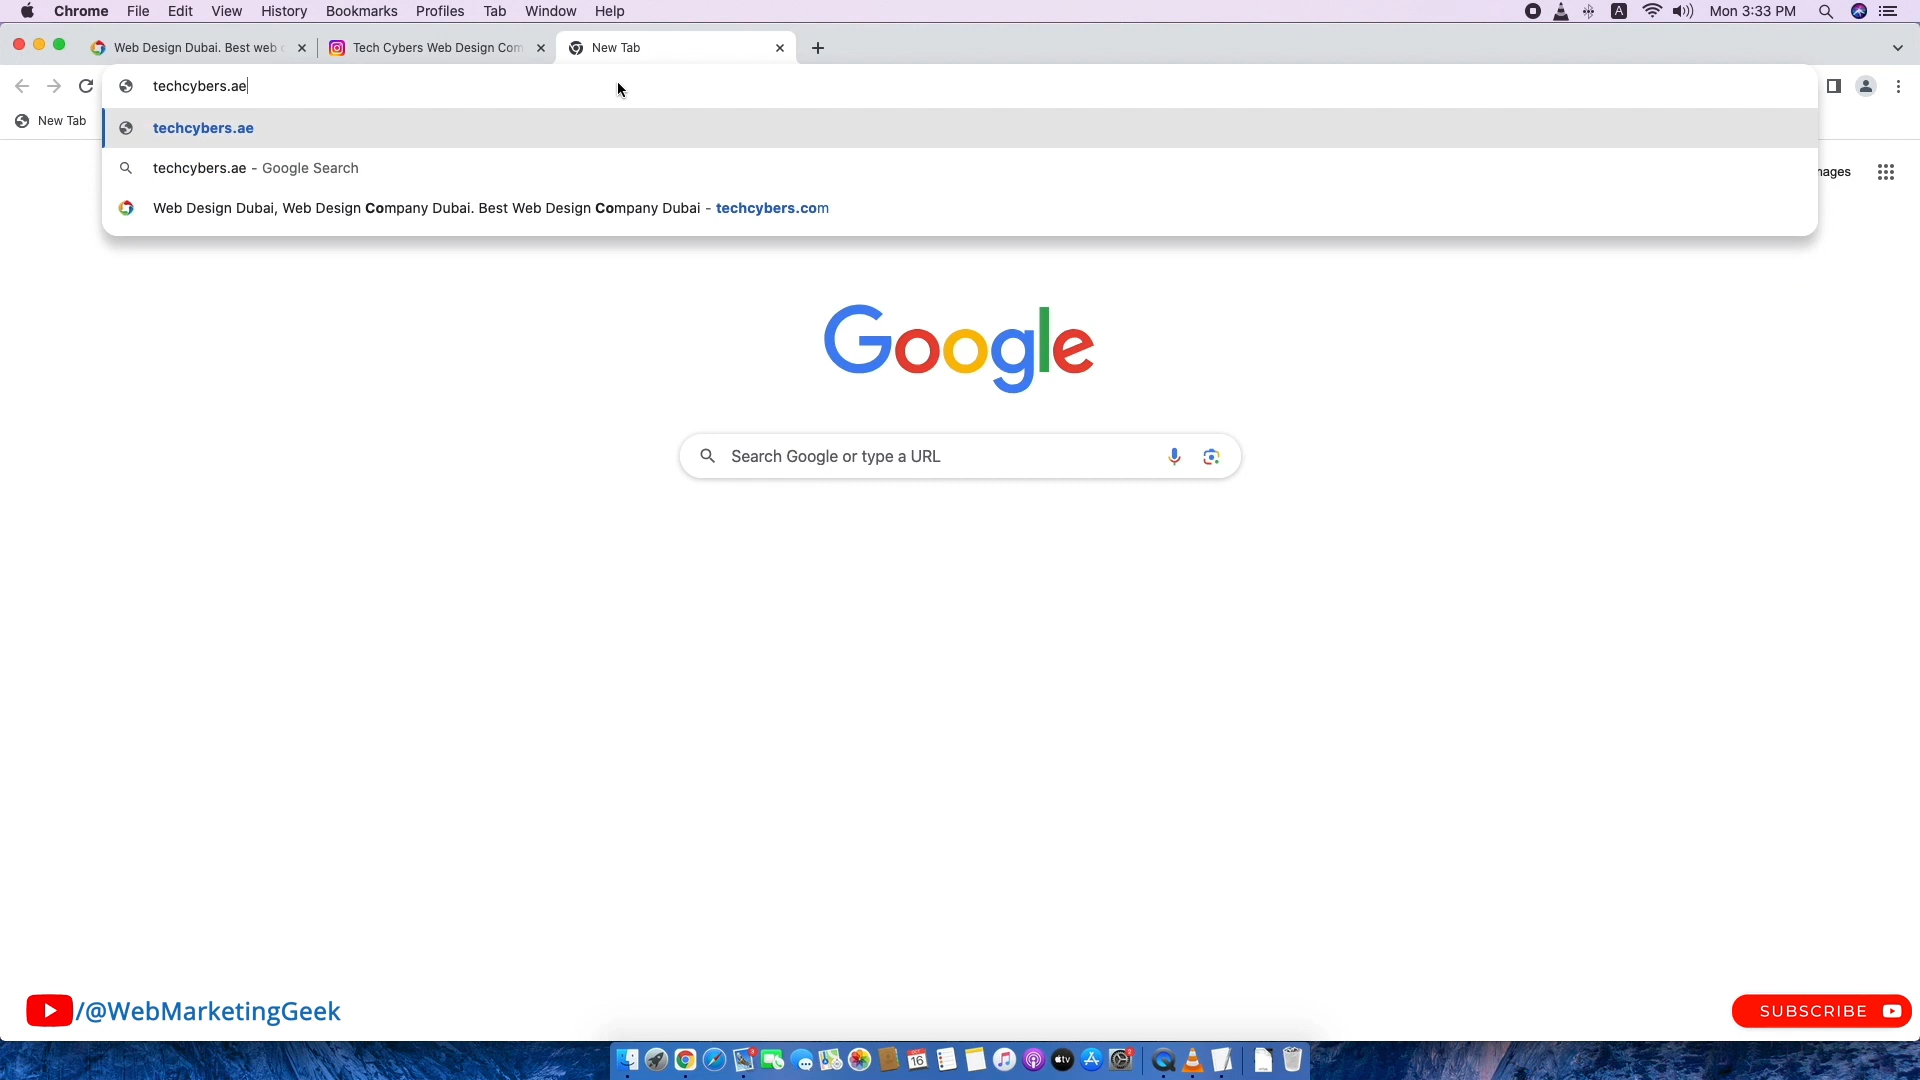 Chrome File Edit View History Bookmarks Profiles Tab Window Help A Mon 3:33 PM
Web Design Dubai. Best web Tech Cybers Web Design Com New Tab
techcybers.ae
New Tab techcybers.ae
techcybers.ae - Google Search
Web Design Dubai, Web Design Company Dubai. Best Web Design Company Dubai - techcybers.com
Google
Search Google or type a URL
/@WebMarketingGeek SUBSCRIBE
16 tv